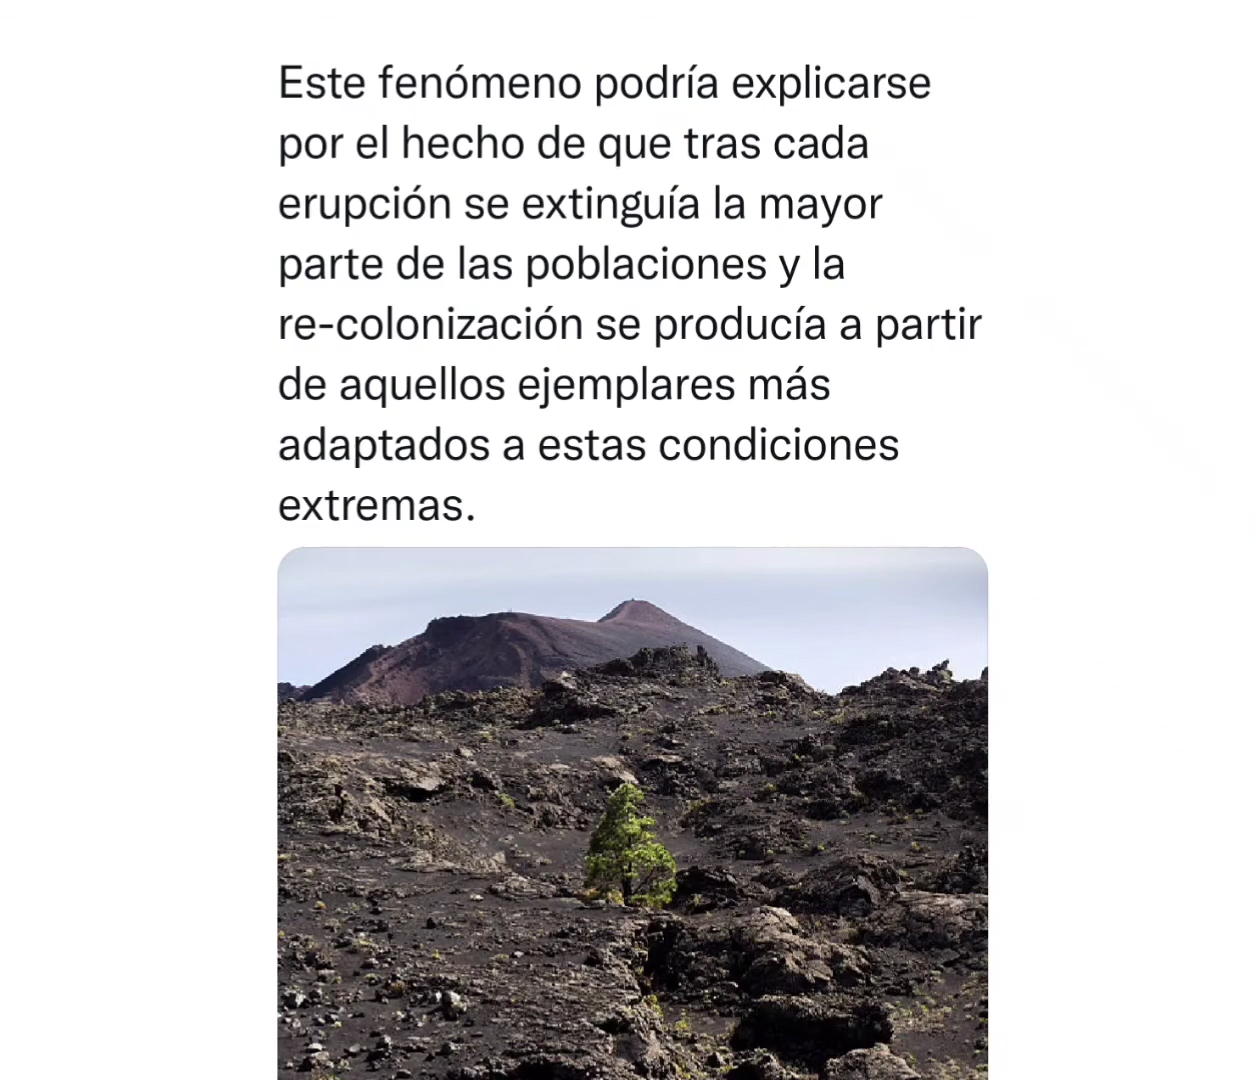 Este fenómeno podría explicarse
por el hecho de que tras cada
erupción se extinguía la mayor
parte de las poblaciones y la
re-colonización se producía a partir
de aquellos ejemplares más
adaptados a estas condiciones
extremas.